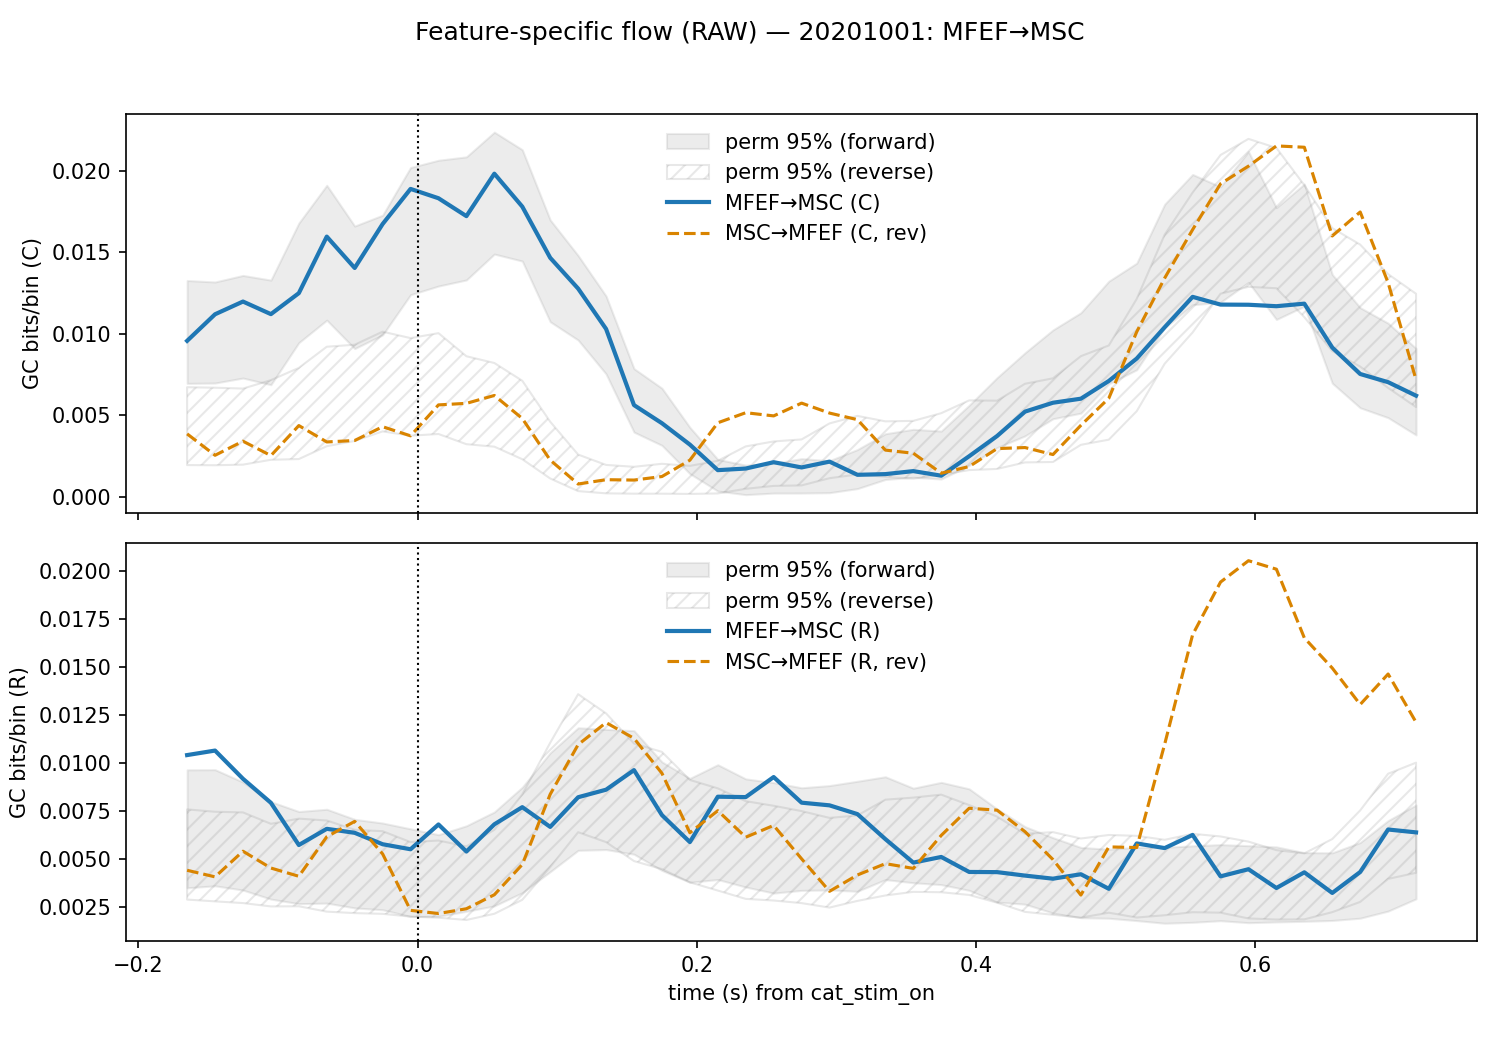 Feature-specific flow (RAW) — 20201001: MFEF→MSC
GC bits/bin (C)
0.020
0.015
0.010
0.005
0.000
perm 95% (forward)
perm 95% (reverse)
MFEF→MSC (C)
MSC→MFEF (C, rev)
GC bits/bin (R)
0.0200
0.0175
0.0150
0.0125
0.0100
0.0075
0.0050
0.0025
perm 95% (forward)
perm 95% (reverse)
MFEF→MSC (R)
MSC→MFEF (R, rev)
−0.2 0.0 0.2 0.4 0.6
time (s) from cat_stim_on